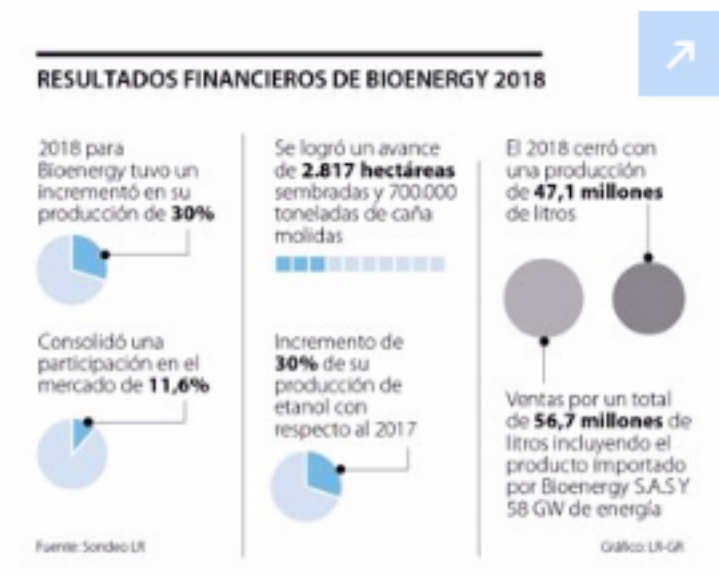 RESULTADOS FINANCIEROS DE BIOENERGY 2018
2018 para
Bioenergy tuvo un
incrementó en su
producción de 30%
Consolidó una
participación en el
mercado de 11,6%
Se logró un avance
de 2.817 hectáreas
sembradas y 700.000
toneladas de caña
molidas
Incremento de
30% de su
producción de
etanol con
respecto al 2017
El 2018 cerró con
una producción
de 47,1 millones
de litros
Ventas por un total
de 56,7 millones de
litros incluyendo el
producto importado
por Bioenergy S.A.S Y
58 GW de energía
Fuente: Sondeo LR
Gráfico: LR-GR